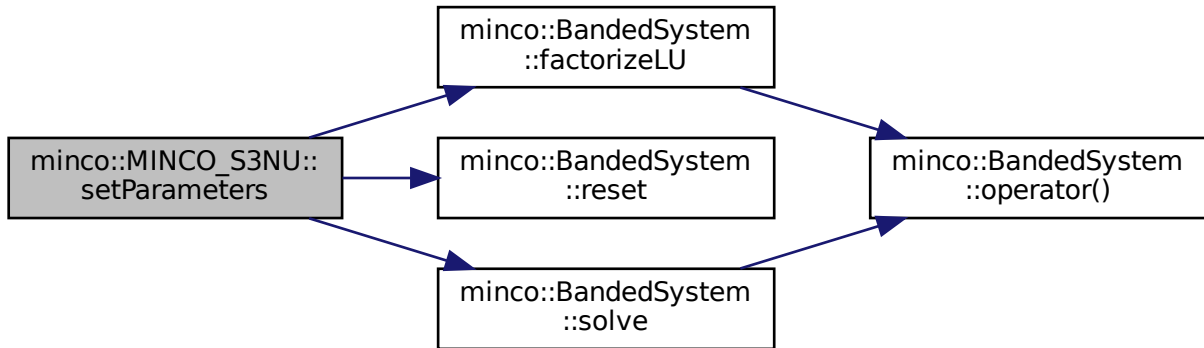 minco::MINCO_S3NU::
setParameters
minco::BandedSystem
::factorizeLU
minco::BandedSystem
::reset
minco::BandedSystem
::solve
minco::BandedSystem
::operator()